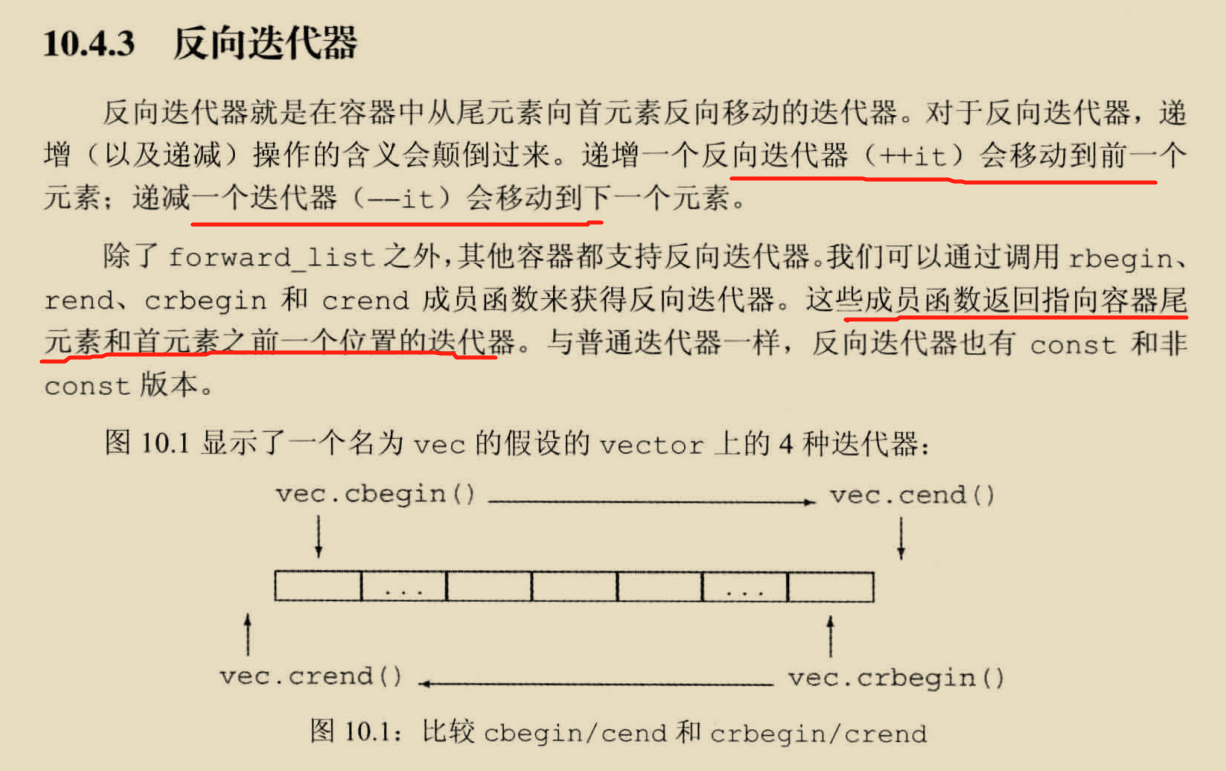 10.4.3 反向迭代器
反向迭代器就是在容器中从尾元素向首元素反向移动的迭代器。对于反向迭代器，递
增（以及递减）操作的含义会颠倒过来。递增一个反向迭代器（++it）会移动到前一个
元素；递减一个迭代器（--it）会移动到下一个元素。
除了 forward_list 之外，其他容器都支持反向迭代器。我们可以通过调用 rbegin、
rend、crbegin 和 crend 成员函数来获得反向迭代器。这些成员函数返回指向容器尾
元素和首元素之前一个位置的迭代器。与普通迭代器一样，反向迭代器也有 const 和非
const 版本。
图 10.1 显示了一个名为 vec 的假设的 vector 上的 4 种迭代器：
vec.cbegin() vec.cend()
... ...
vec.crend() vec.crbegin()
图 10.1：比较 cbegin/cend 和 crbegin/crend